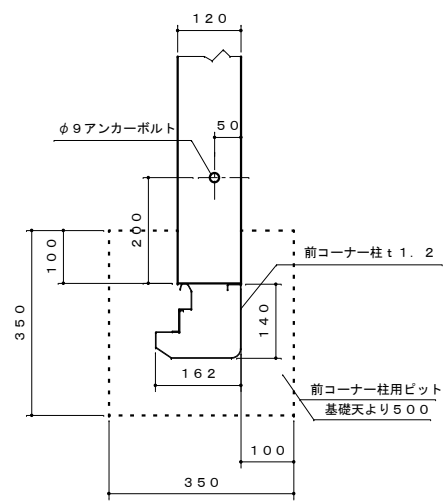 １２０
φ９アンカーボルト
５０
２００
１００
３５０
前コーナー柱ｔ１．２
１４０
１６２
前コーナー柱用ピット
基礎天より５００
１００
３５０